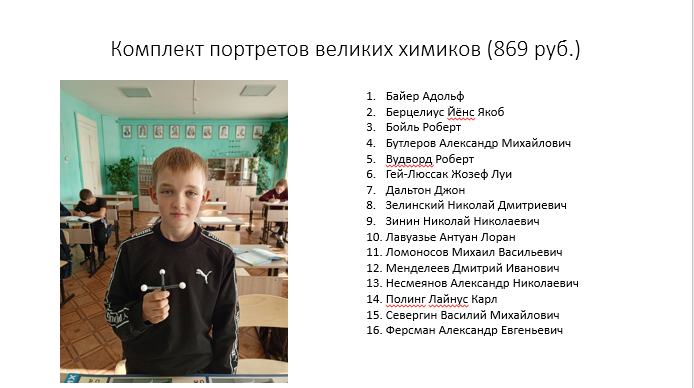 Комплект портретов великих химиков (869 руб.)
1. Байер Адольф
2. Берцелиус Йёнс Якоб
3. Бойль Роберт
4. Бутлеров Александр Михайлович
5. Вудворд Роберт
6. Гей-Люссак Жозеф Луи
7. Дальтон Джон
8. Зелинский Николай Дмитриевич
9. Зинин Николай Николаевич
10. Лавуазье Антуан Лоран
11. Ломоносов Михаил Васильевич
12. Менделеев Дмитрий Иванович
13. Несмеянов Александр Николаевич
14. Полинг Лайнус Карл
15. Севергин Василий Михайлович
16. Ферсман Александр Евгеньевич